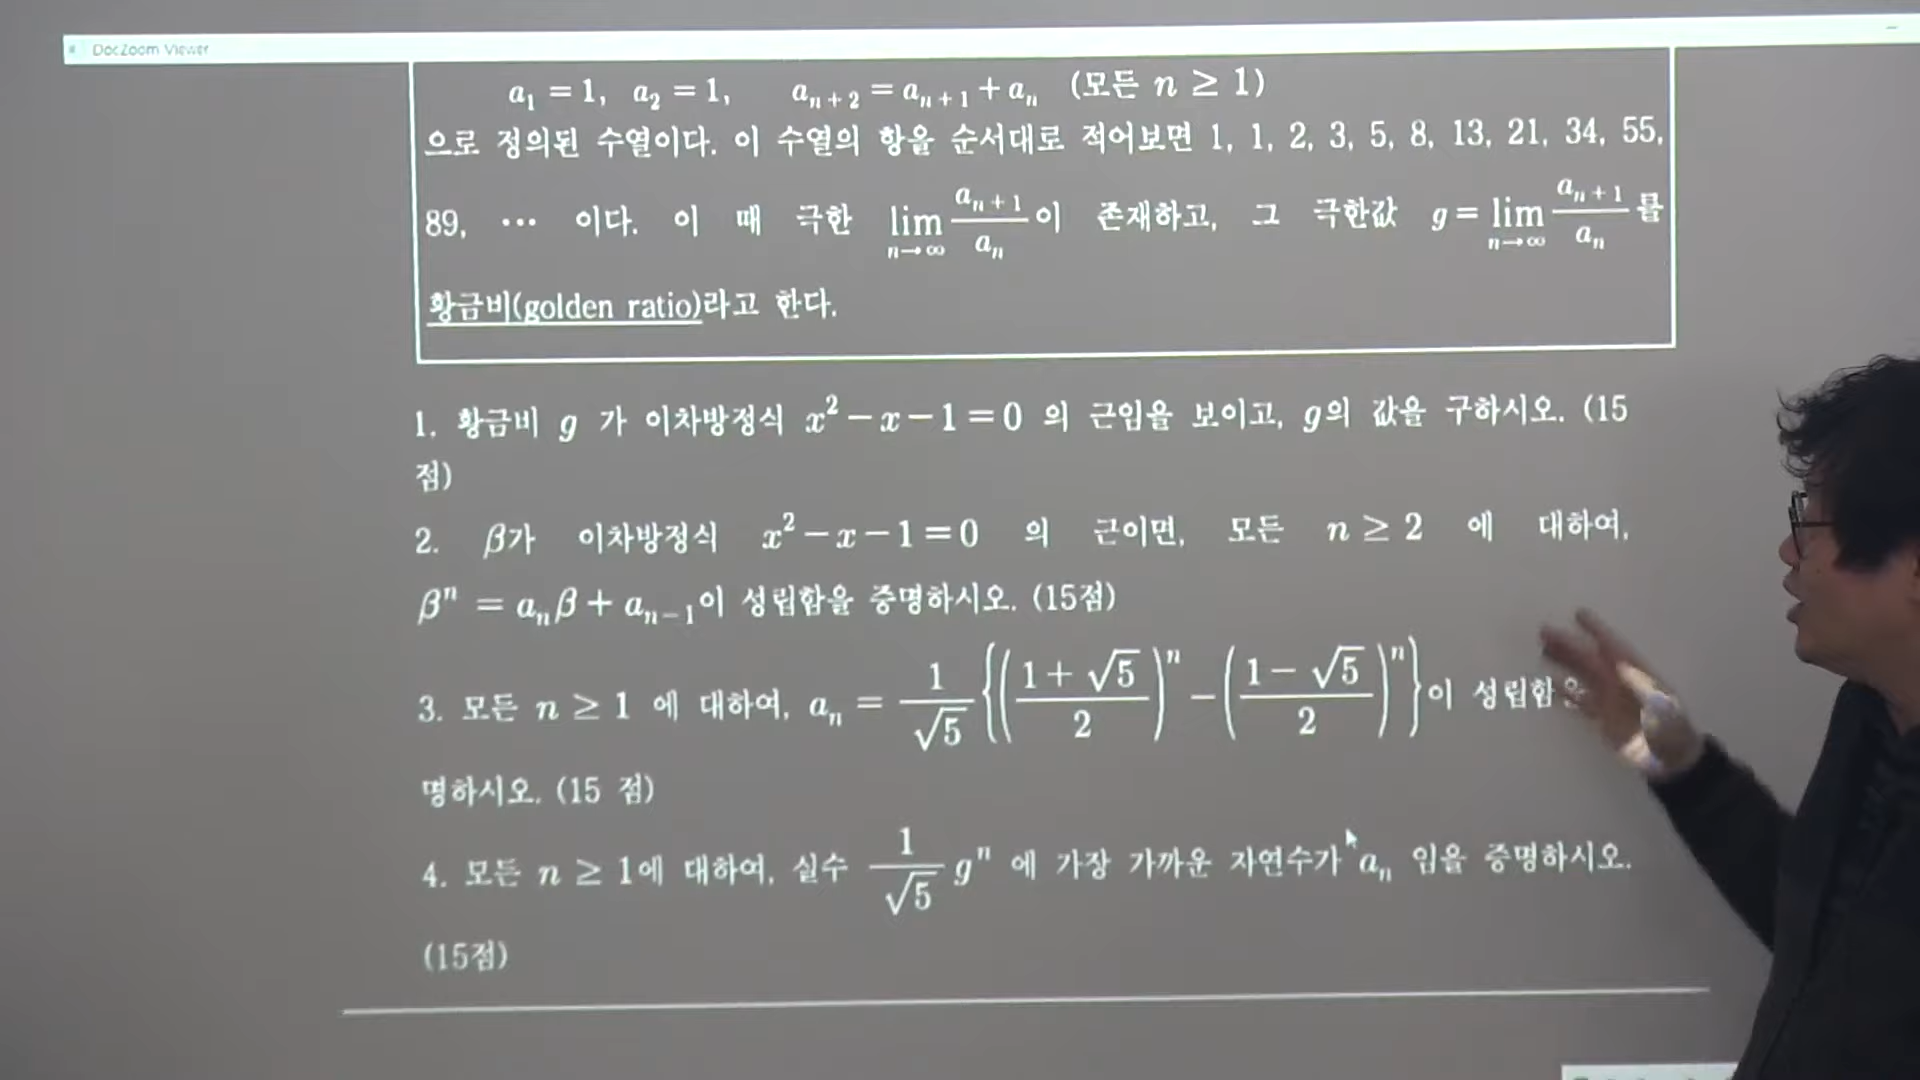 DocZoom Viewer
a₁ = 1, a₂ = 1, aₙ₊₂ = aₙ₊₁ + aₙ (모든 n ≥ 1)
으로 정의된 수열이다. 이 수열의 항을 순서대로 적어보면 1, 1, 2, 3, 5, 8, 13, 21, 34, 55,
89, ⋯ 이다. 이 때 극한 lim_{n→∞} aₙ₊₁/aₙ 이 존재하고, 그 극한값 g = lim_{n→∞} aₙ₊₁/aₙ 를
황금비(golden ratio)라고 한다.
1. 황금비 g 가 이차방정식 x² − x − 1 = 0 의 근임을 보이고, g의 값을 구하시오. (15
점)
2. β가 이차방정식 x² − x − 1 = 0 의 근이면, 모든 n ≥ 2 에 대하여,
βⁿ = aₙβ + aₙ₋₁이 성립함을 증명하시오. (15점)
3. 모든 n ≥ 1 에 대하여, aₙ = 1/√5 {((1+√5)/2)ⁿ − ((1−√5)/2)ⁿ}이 성립함
명하시오. (15 점)
4. 모든 n ≥ 1에 대하여, 실수 1/√5 gⁿ 에 가장 가까운 자연수가 aₙ 임을 증명하시오.
(15점)